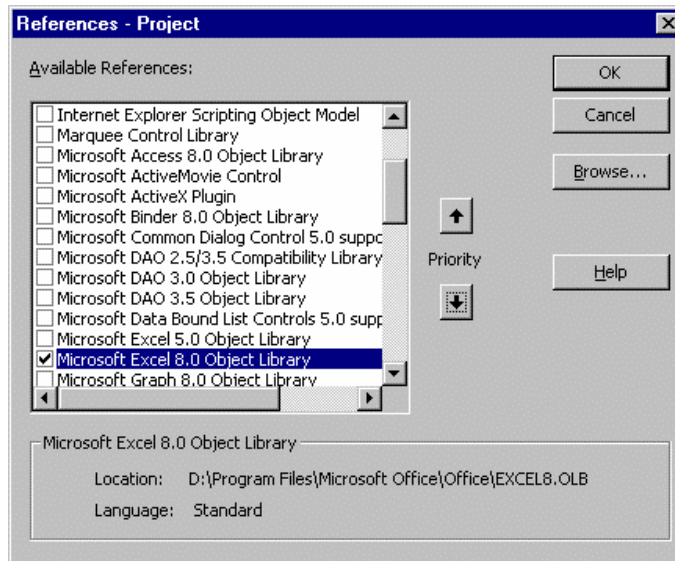 References - Project
Available References:
OK
Cancel
Browse...
Help
Internet Explorer Scripting Object Model
Marquee Control Library
Microsoft Access 8.0 Object Library
Microsoft ActiveMovie Control
Microsoft ActiveX Plugin
Microsoft Binder 8.0 Object Library
Microsoft Common Dialog Control 5.0 suppo
Microsoft DAO 2.5/3.5 Compatibility Library
Microsoft DAO 3.0 Object Library
Microsoft DAO 3.5 Object Library
Microsoft Data Bound List Controls 5.0 supp
Microsoft Excel 5.0 Object Library
Microsoft Excel 8.0 Object Library
Microsoft Graph 8.0 Object Library
Priority
Microsoft Excel 8.0 Object Library
Location: D:\Program Files\Microsoft Office\Office\EXCEL8.OLB
Language: Standard